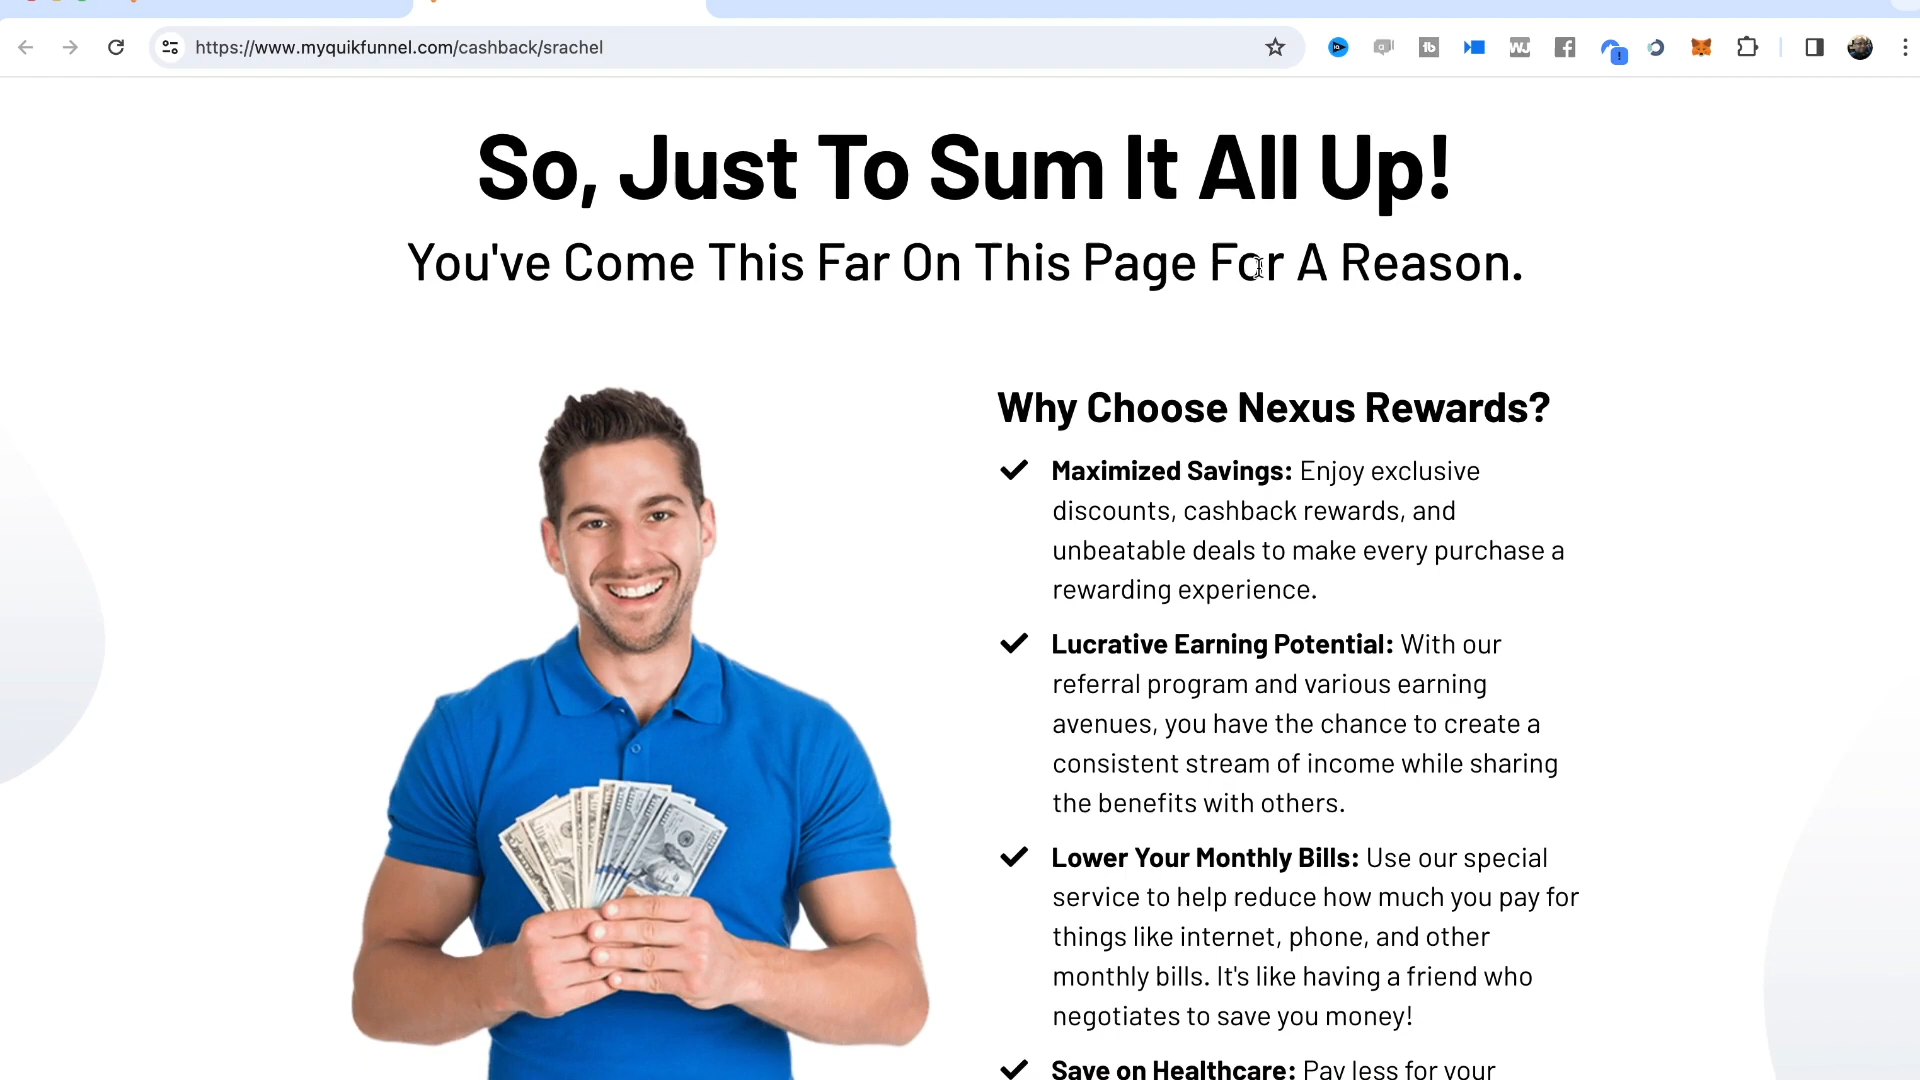 https://www.myquikfunnel.com/cashback/srachel
So, Just To Sum It All Up!
You've Come This Far On This Page For A Reason.
Why Choose Nexus Rewards?
Maximized Savings: Enjoy exclusive
discounts, cashback rewards, and
unbeatable deals to make every purchase a
rewarding experience.
Lucrative Earning Potential: With our
referral program and various earning
avenues, you have the chance to create a
consistent stream of income while sharing
the benefits with others.
Lower Your Monthly Bills: Use our special
service to help reduce how much you pay for
things like internet, phone, and other
monthly bills. It's like having a friend who
negotiates to save you money!
Save on Healthcare: Pay less for your